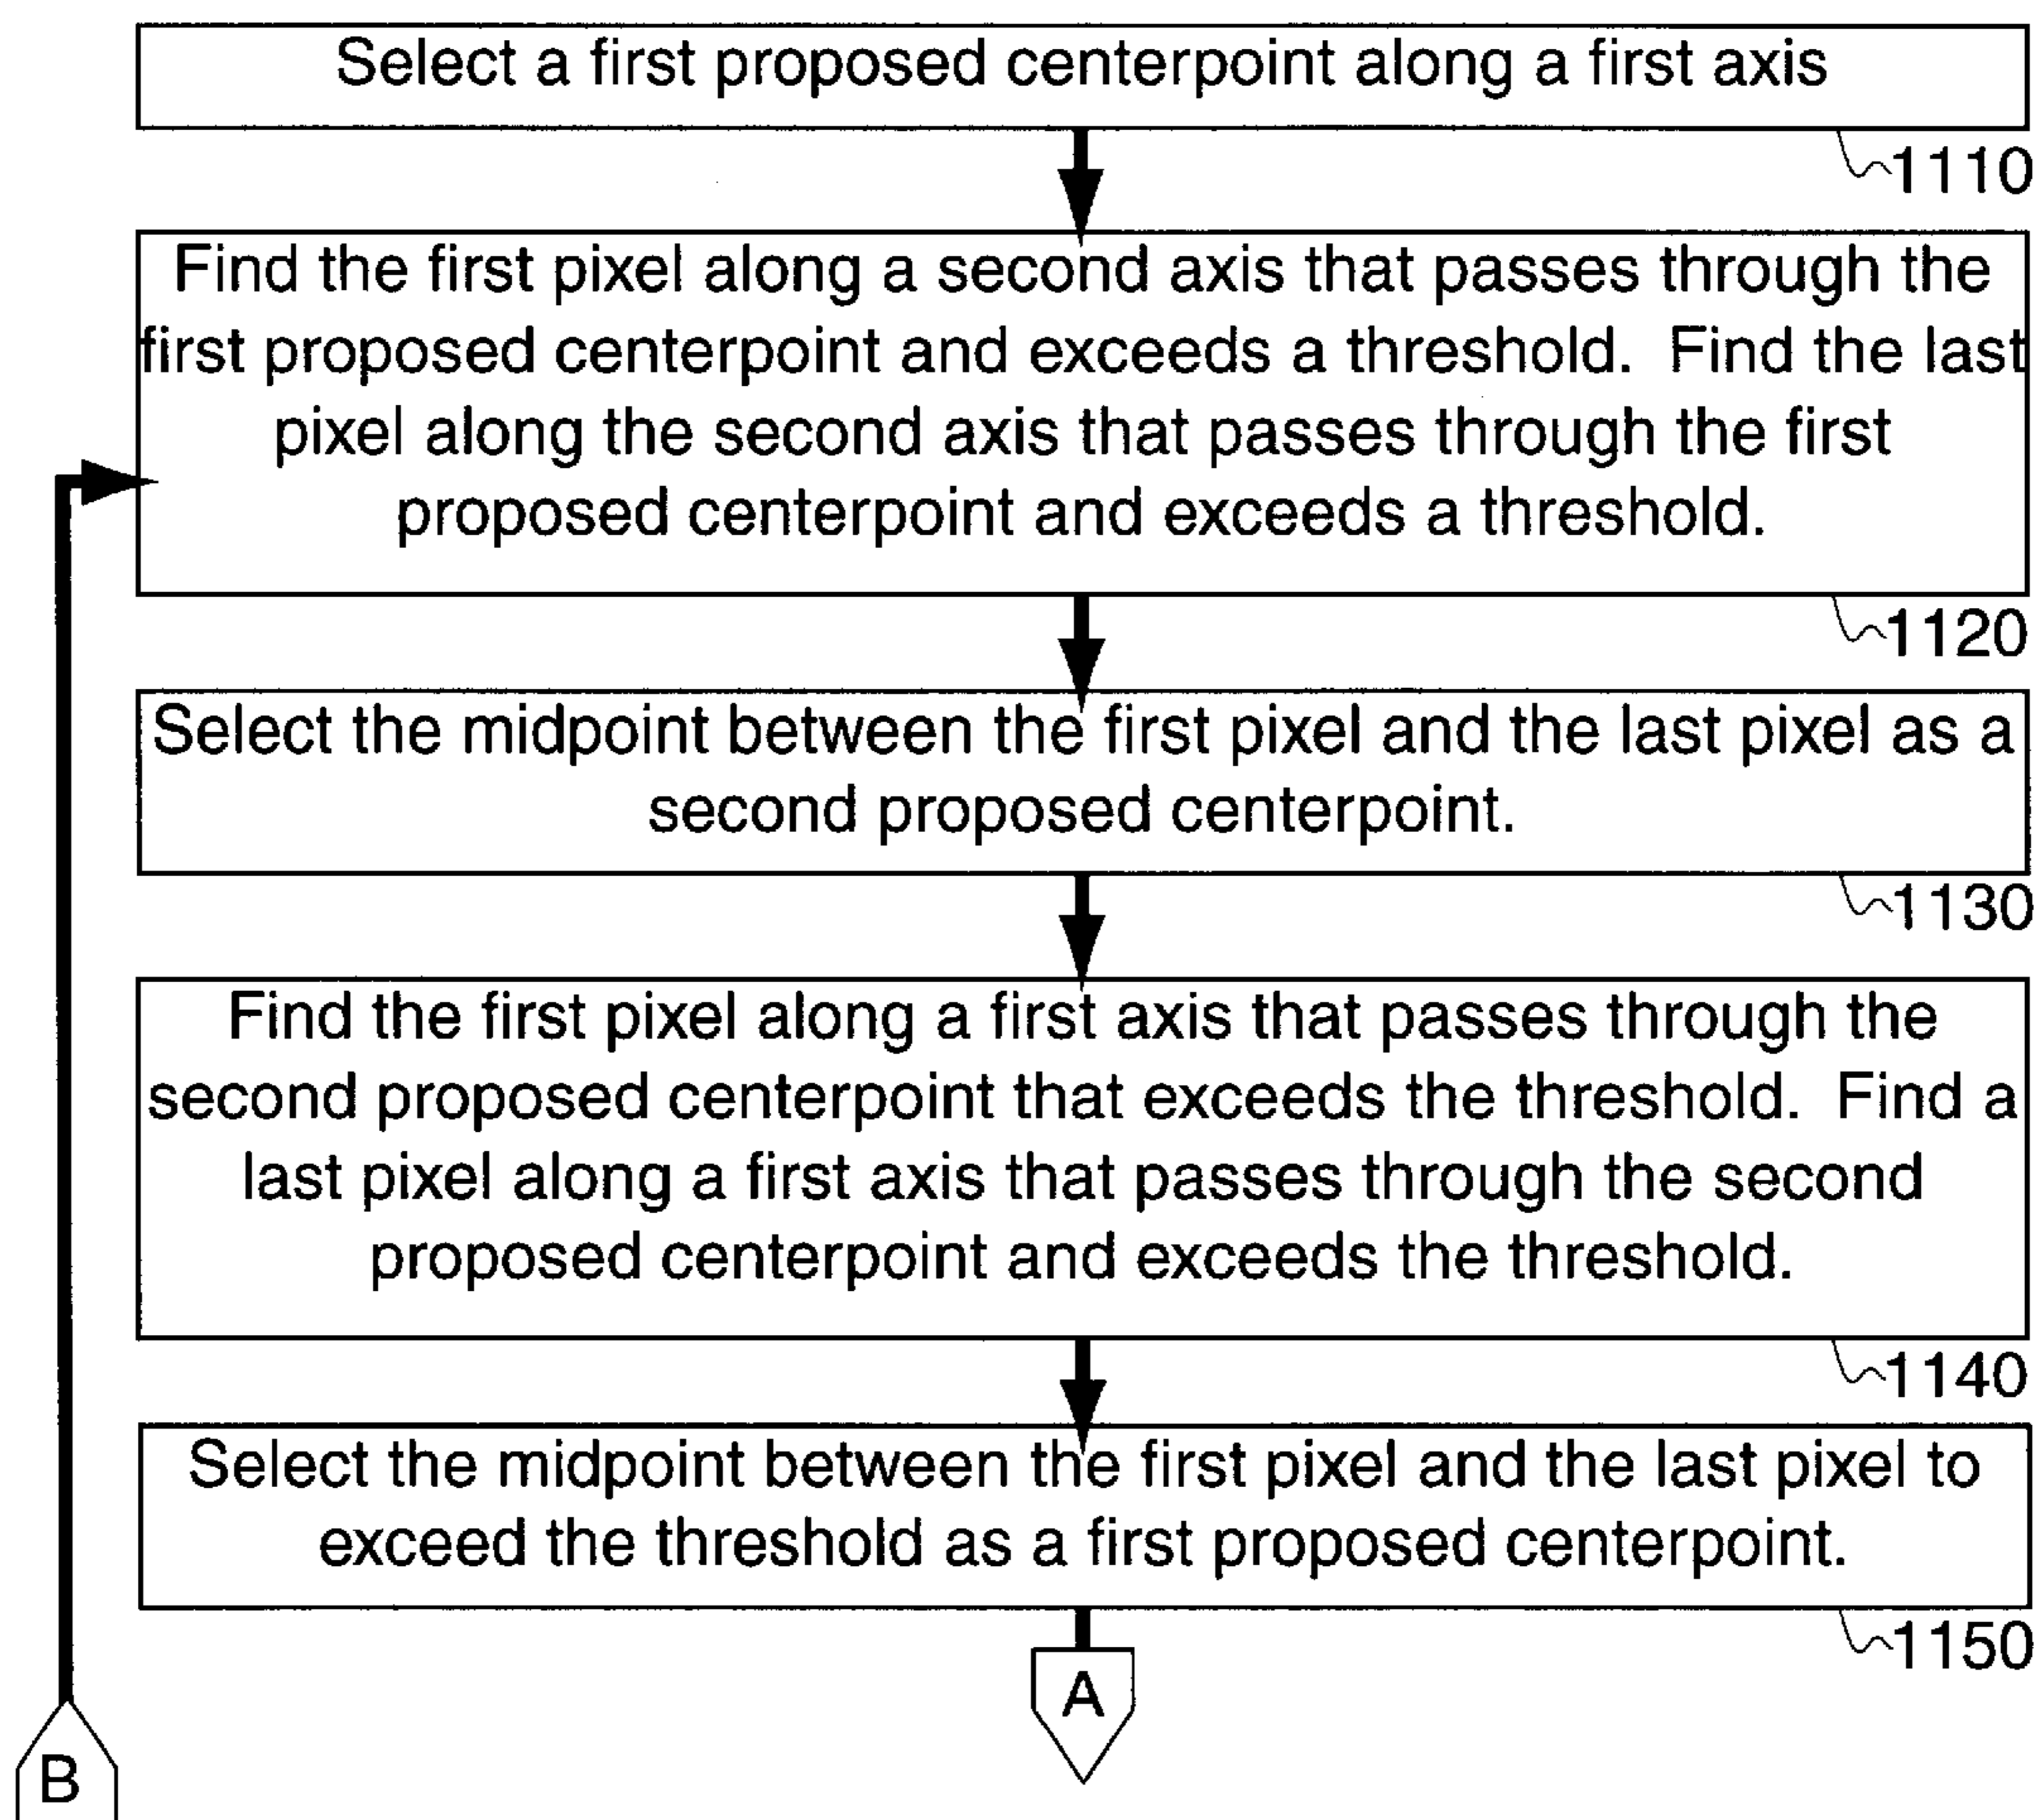 Select a first proposed centerpoint along a first axis
1110
Find the first pixel along a second axis that passes through the
first proposed centerpoint and exceeds a threshold. Find the last
pixel along the second axis that passes through the first
proposed centerpoint and exceeds a threshold.
1120
Select the midpoint between the first pixel and the last pixel as a
second proposed centerpoint.
1130
Find the first pixel along a first axis that passes through the
second proposed centerpoint that exceeds the threshold. Find a
last pixel along a first axis that passes through the second
proposed centerpoint and exceeds the threshold.
1140
Select the midpoint between the first pixel and the last pixel to
exceed the threshold as a first proposed centerpoint.
1150
A
B